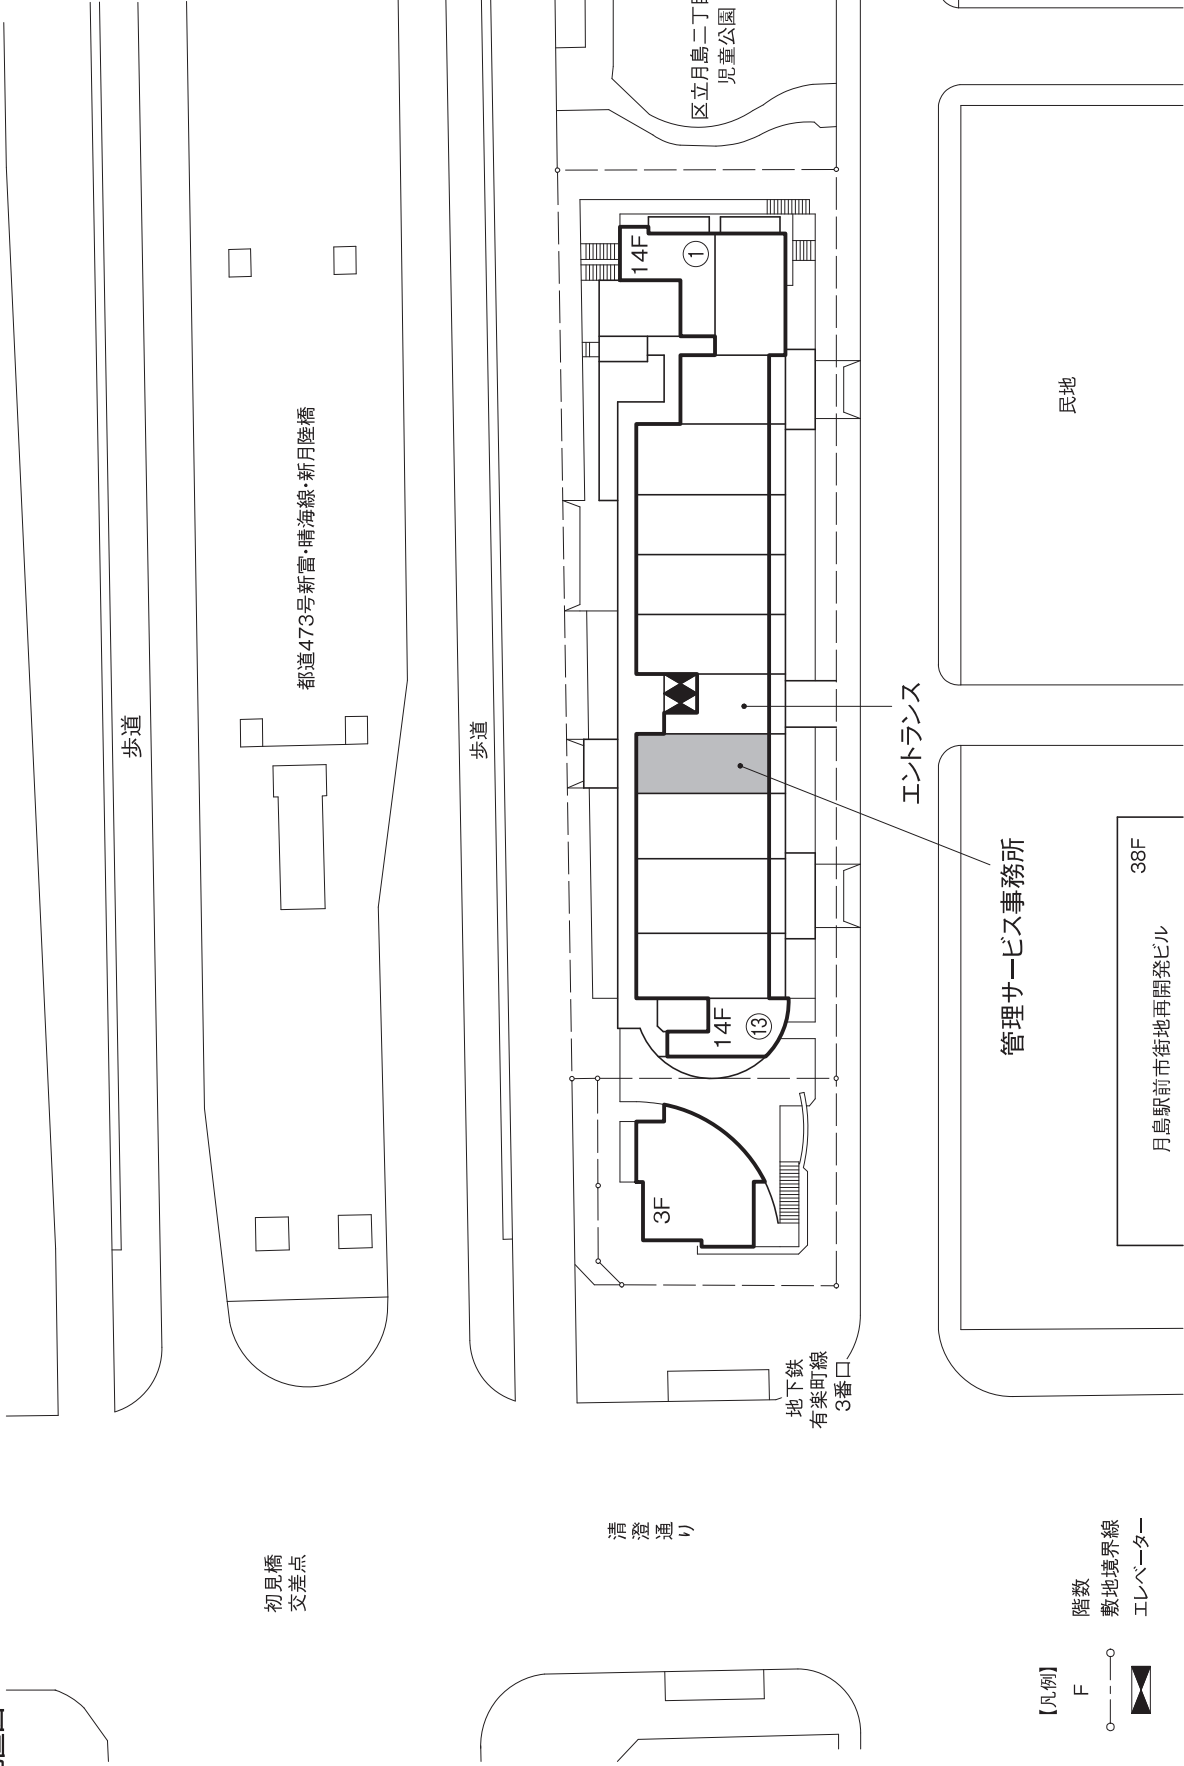 歩道
初見橋
交差点
都道473号新富・晴海線・新月陸橋
歩道
清澄通り
3F
14F
⑬
14F
①
区立月島二丁
児童公園
地下鉄
有楽町線
3番口
エントランス
管理サービス事務所
民地
38F
月島駅前市街地再開発ビル
【凡例】
F 階数
敷地境界線
エレベーター